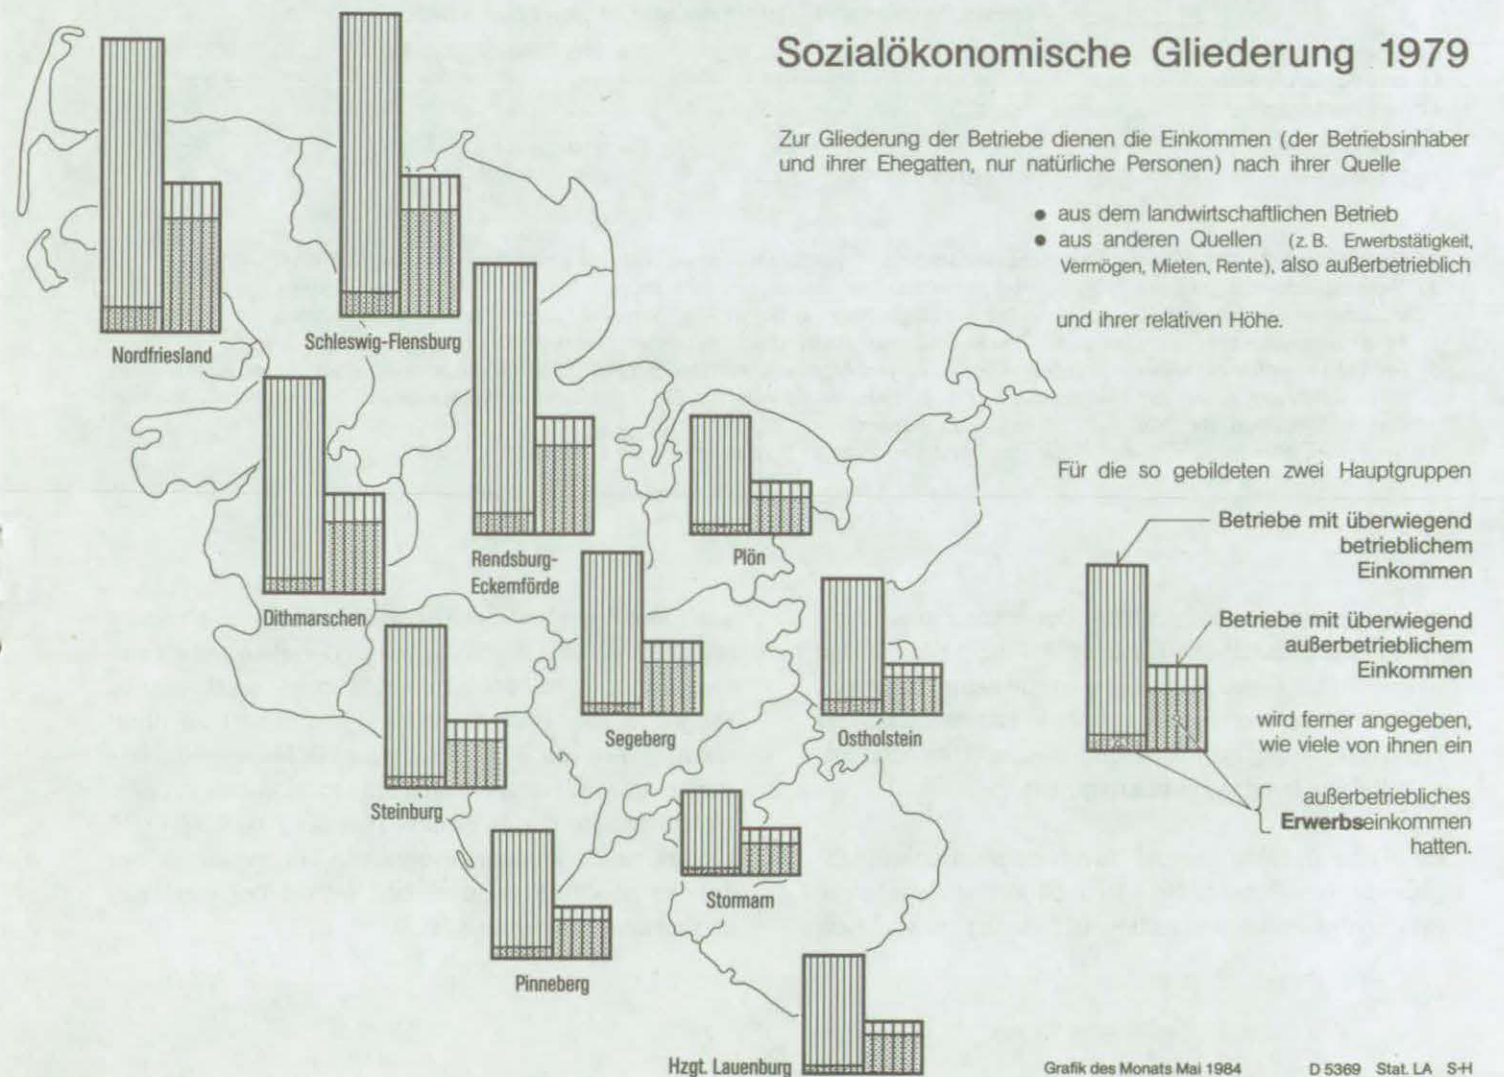 Sozialökonomische Gliederung 1979
Zur Gliederung der Betriebe dienen die Einkommen (der Betriebsinhaber
und ihrer Ehegatten, nur natürliche Personen) nach ihrer Quelle
● aus dem landwirtschaftlichen Betrieb
● aus anderen Quellen (z. B. Erwerbstätigkeit,
Vermögen, Mieten, Rente), also außerbetrieblich
und ihrer relativen Höhe.
Nordfriesland
Schleswig-Flensburg
Für die so gebildeten zwei Hauptgruppen
Betriebe mit überwiegend
betrieblichem
Einkommen
Betriebe mit überwiegend
außerbetrieblichem
Einkommen
wird ferner angegeben,
wie viele von ihnen ein
außerbetriebliches
Erwerbseinkommen
hatten.
Rendsburg-
Eckernförde
Plön
Dithmarschen
Segeberg
Ostholstein
Steinburg
Stormarn
Pinneberg
Hzgt. Lauenburg
Grafik des Monats Mai 1984
D 5369 Stat. LA S-H